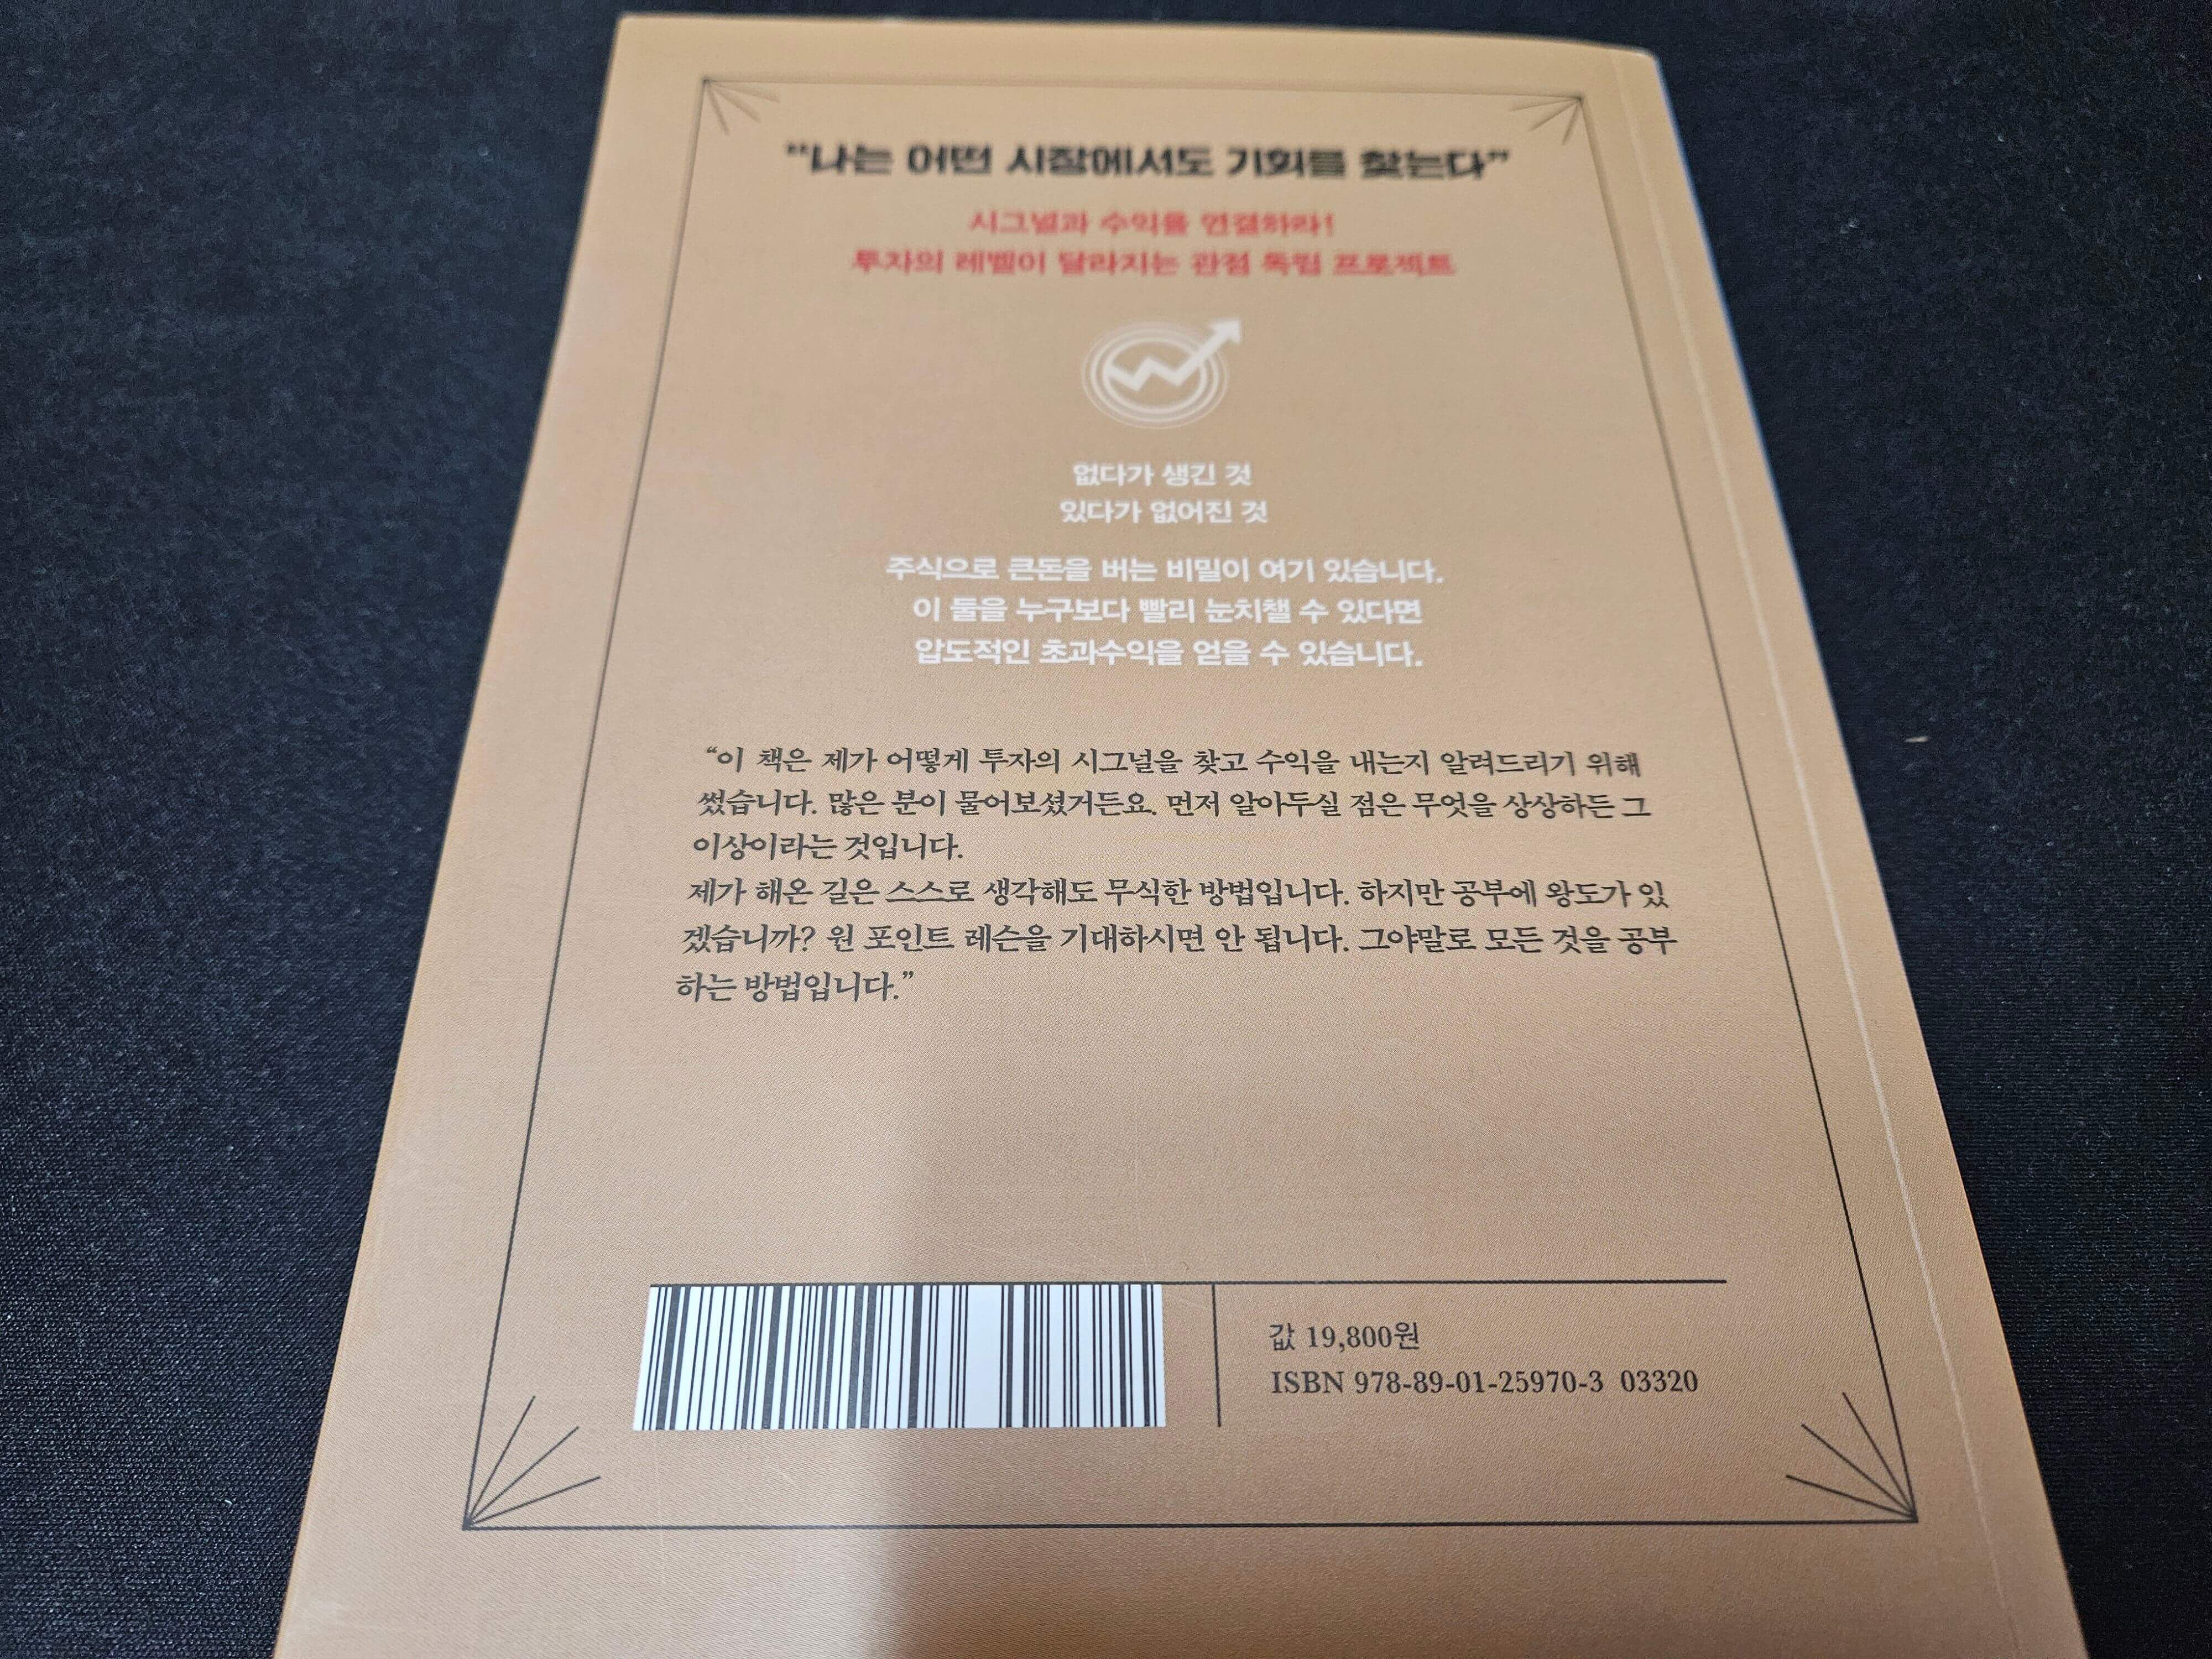 "나는 어떤 시장에서도 기회를 찾는다"
시그널과 수익을 연결하라!
투자의 레벨이 달라지는 관점 독립 프로젝트
없다가 생긴 것
있다가 없어진 것
주식으로 큰돈을 버는 비밀이 여기 있습니다.
이 둘을 누구보다 빨리 눈치챌 수 있다면
압도적인 초과수익을 얻을 수 있습니다.
“이 책은 제가 어떻게 투자의 시그널을 찾고 수익을 내는지 알려드리기 위해
썼습니다. 많은 분이 물어보셨거든요. 먼저 알아두실 점은 무엇을 상상하든 그
이상이라는 것입니다.
제가 해온 길은 스스로 생각해도 무식한 방법입니다. 하지만 공부에 왕도가 있
겠습니까? 원 포인트 레슨을 기대하시면 안 됩니다. 그야말로 모든 것을 공부
하는 방법입니다.”
값 19,800원
ISBN 978-89-01-25970-3 03320